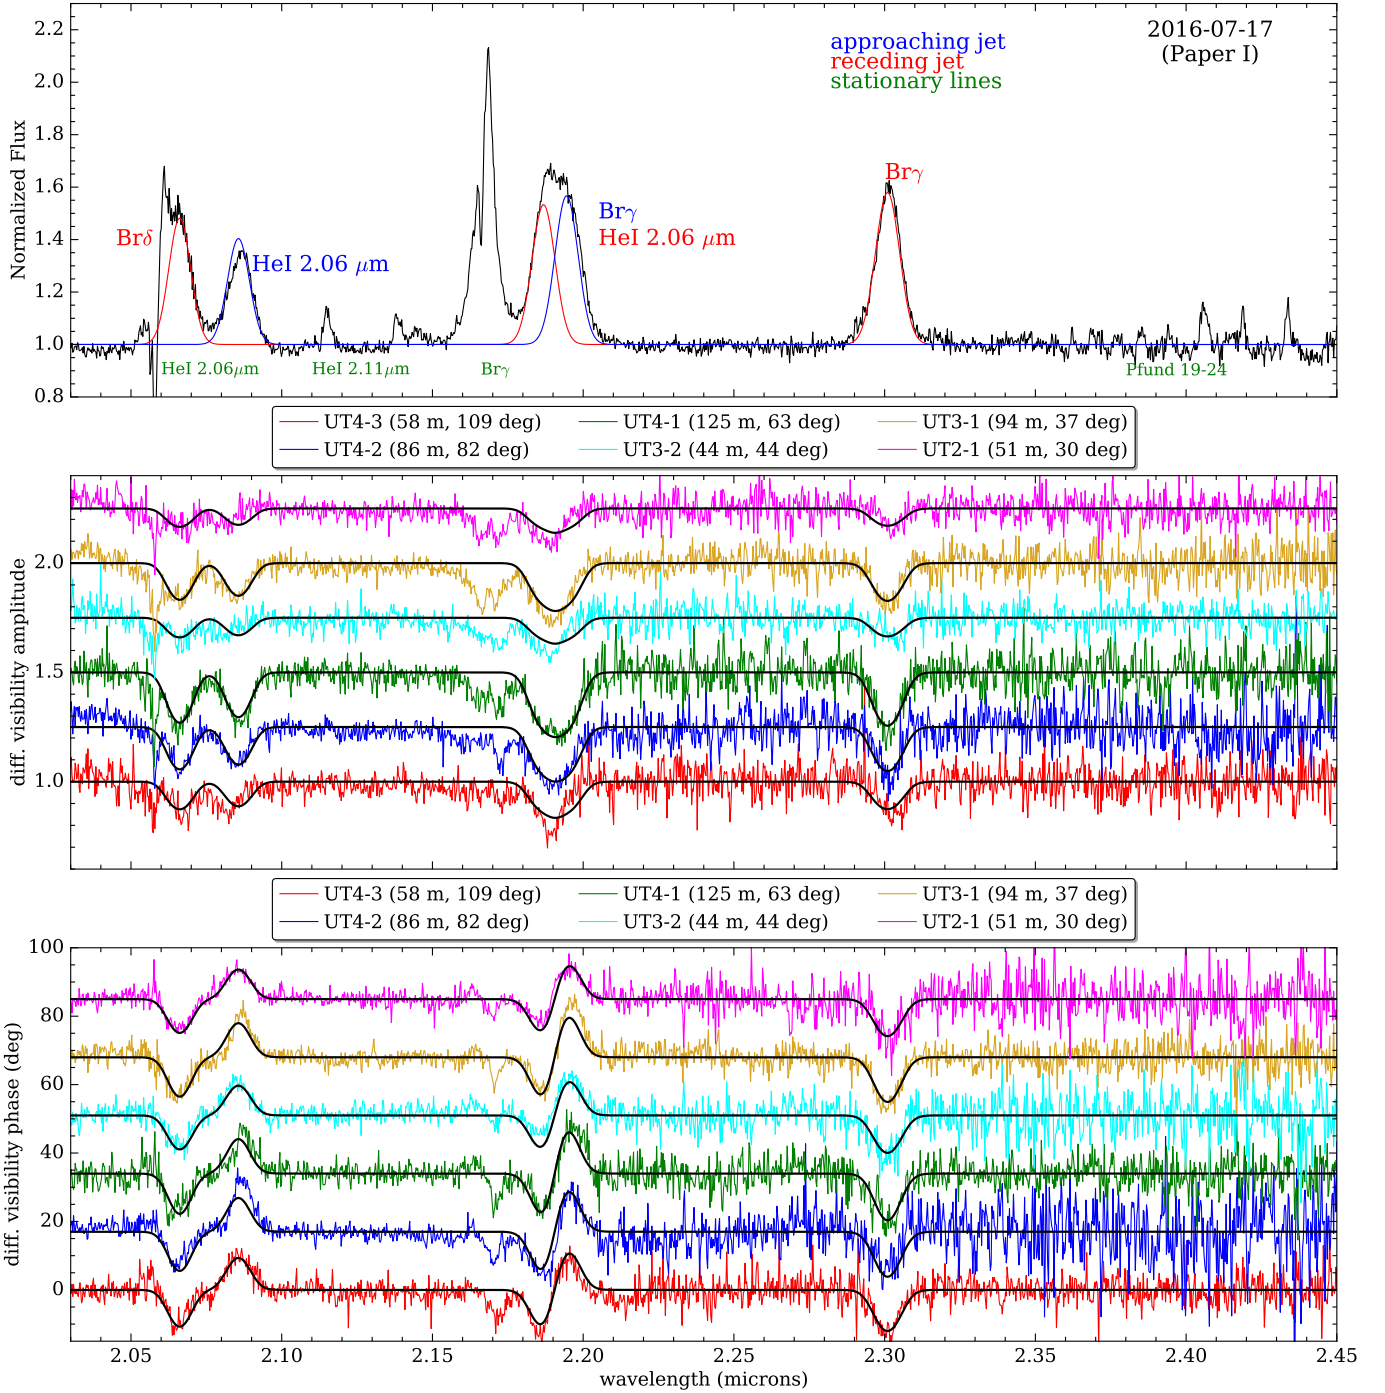 2016-07-17
(Paper I)
approaching jet
receding jet
stationary lines
Normalized Flux
2.2
2.0
1.8
1.6
1.4
1.2
1.0
0.8
Brδ
HeI 2.06 μm
Brγ
HeI 2.06 μm
Brγ
HeI 2.06μm
HeI 2.11μm
Brγ
Pfund 19-24
UT4-3 (58 m, 109 deg)
UT4-1 (125 m, 63 deg)
UT3-1 (94 m, 37 deg)
UT4-2 (86 m, 82 deg)
UT3-2 (44 m, 44 deg)
UT2-1 (51 m, 30 deg)
diff. visibility amplitude
2.0
1.5
1.0
UT4-3 (58 m, 109 deg)
UT4-1 (125 m, 63 deg)
UT3-1 (94 m, 37 deg)
UT4-2 (86 m, 82 deg)
UT3-2 (44 m, 44 deg)
UT2-1 (51 m, 30 deg)
diff. visibility phase (deg)
100
80
60
40
20
0
2.05
2.10
2.15
2.20
2.25
2.30
2.35
2.40
2.45
wavelength (microns)